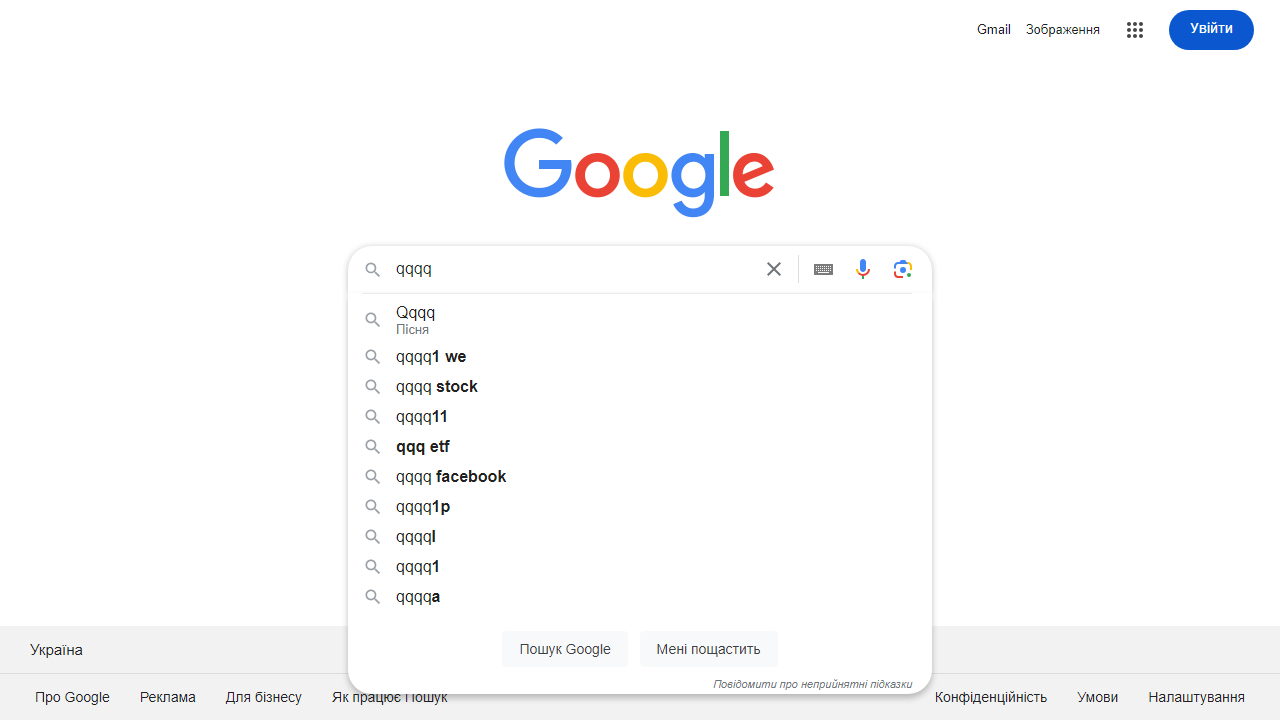 Gmail Зображення Увійти
Google
qqqq
Qqqq
Пісня
qqqq1 we
qqqq stock
qqqq11
qqq etf
qqqq facebook
qqqq1p
qqqql
qqqq1
qqqqa
Пошук Google Мені пощастить
Повідомити про неприйнятні підказки
Україна
Про Google Реклама Для бізнесу Як працює Пошук Конфіденційність Умови Налаштування